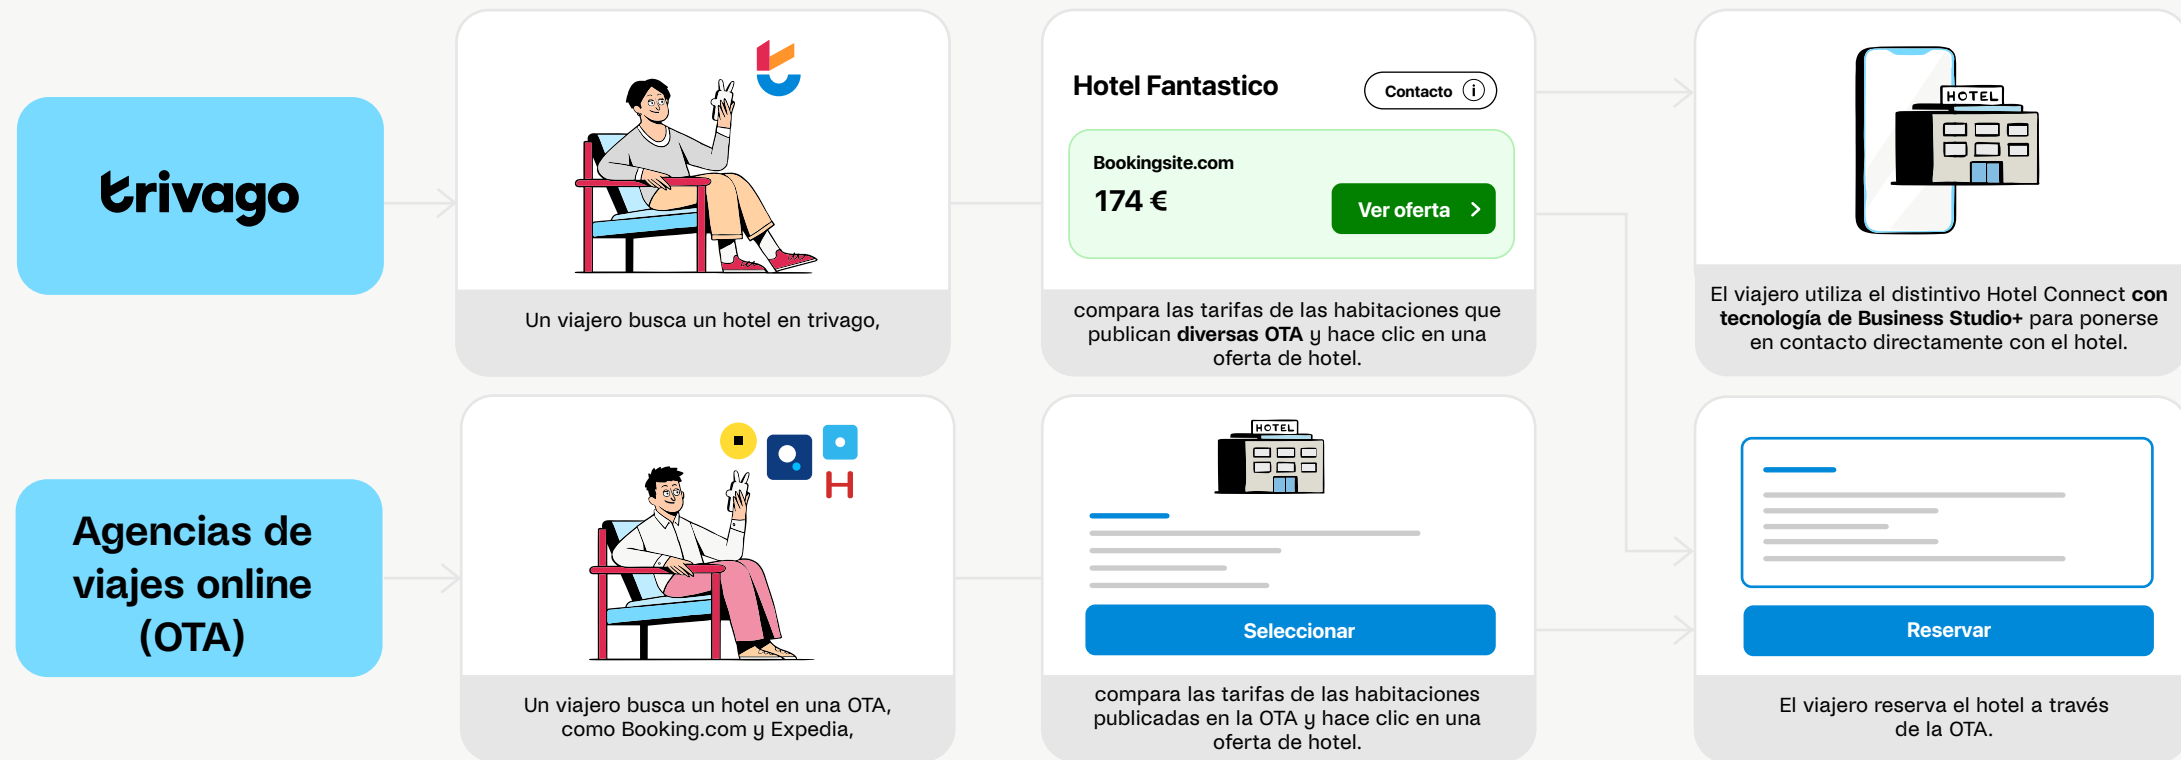 trivago
Un viajero busca un hotel en trivago,
Hotel Fantastico
Contacto i
Bookingsite.com
174 €
Ver oferta
compara las tarifas de las habitaciones que
publican diversas OTA y hace clic en una
oferta de hotel.
HOTEL
El viajero utiliza el distintivo Hotel Connect con
tecnología de Business Studio+ para ponerse
en contacto directamente con el hotel.
Agencias de
viajes online
(OTA)
H
Un viajero busca un hotel en una OTA,
como Booking.com y Expedia,
HOTEL
Seleccionar
compara las tarifas de las habitaciones
publicadas en la OTA y hace clic en una
oferta de hotel.
Reservar
El viajero reserva el hotel a través
de la OTA.